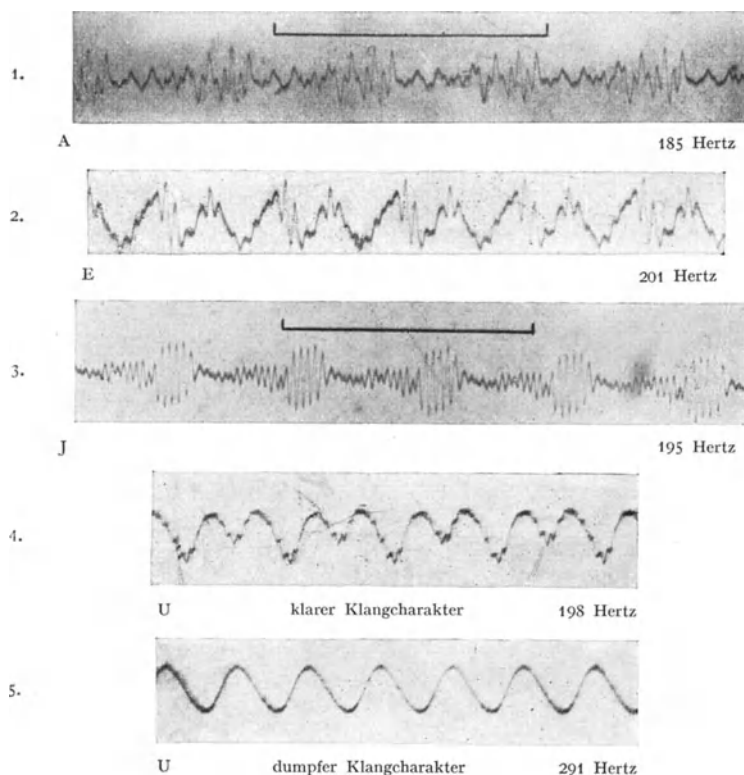 1.
A 185 Hertz
2.
E 201 Hertz
3.
J 195 Hertz
4.
U klarer Klangcharakter 198 Hertz
5.
U dumpfer Klangcharakter 291 Hertz